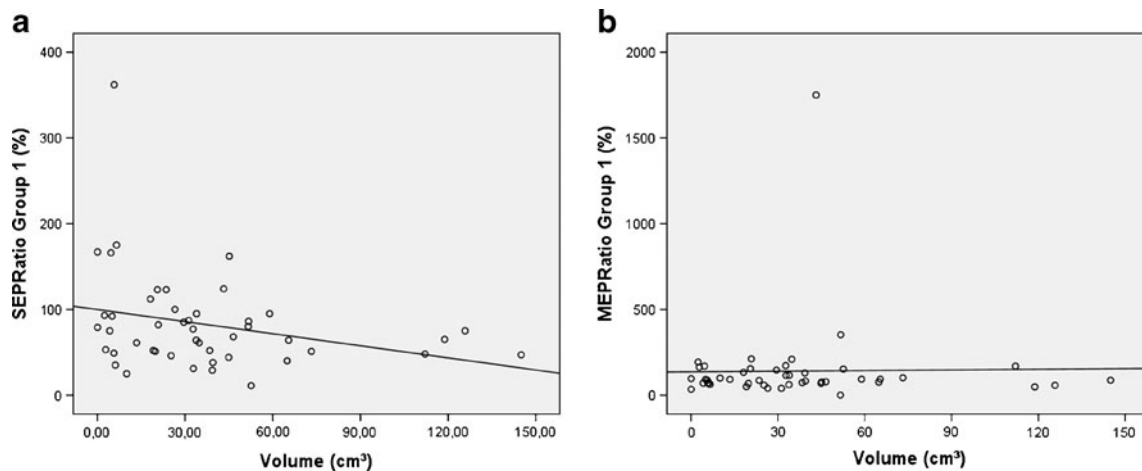 a
SEPRatio Group 1 (%)
400
300
200
100
0
0,00 30,00 60,00 90,00 120,00 150,00
Volume (cm³)
b
MEPRatio Group 1 (%)
2000
1500
1000
500
0
0 30 60 90 120 150
Volume (cm³)